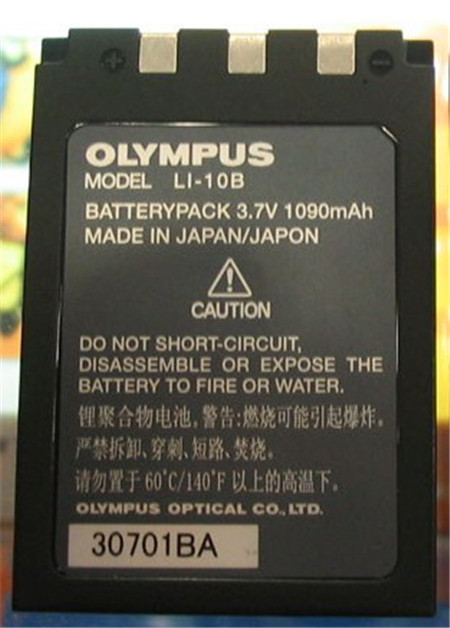 OLYMPUS
MODEL LI-10B
BATTERYPACK 3.7V 1090mAh
MADE IN JAPAN/JAPON
CAUTION
DO NOT SHORT-CIRCUIT,
DISASSEMBLE OR EXPOSE THE
BATTERY TO FIRE OR WATER.
锂聚合物电池。警告:燃烧可能引起爆炸。
严禁拆卸、穿刺、短路、焚烧。
请勿置于60°C/140°F以上的高温下。
OLYMPUS OPTICAL CO.,LTD.
30701BA